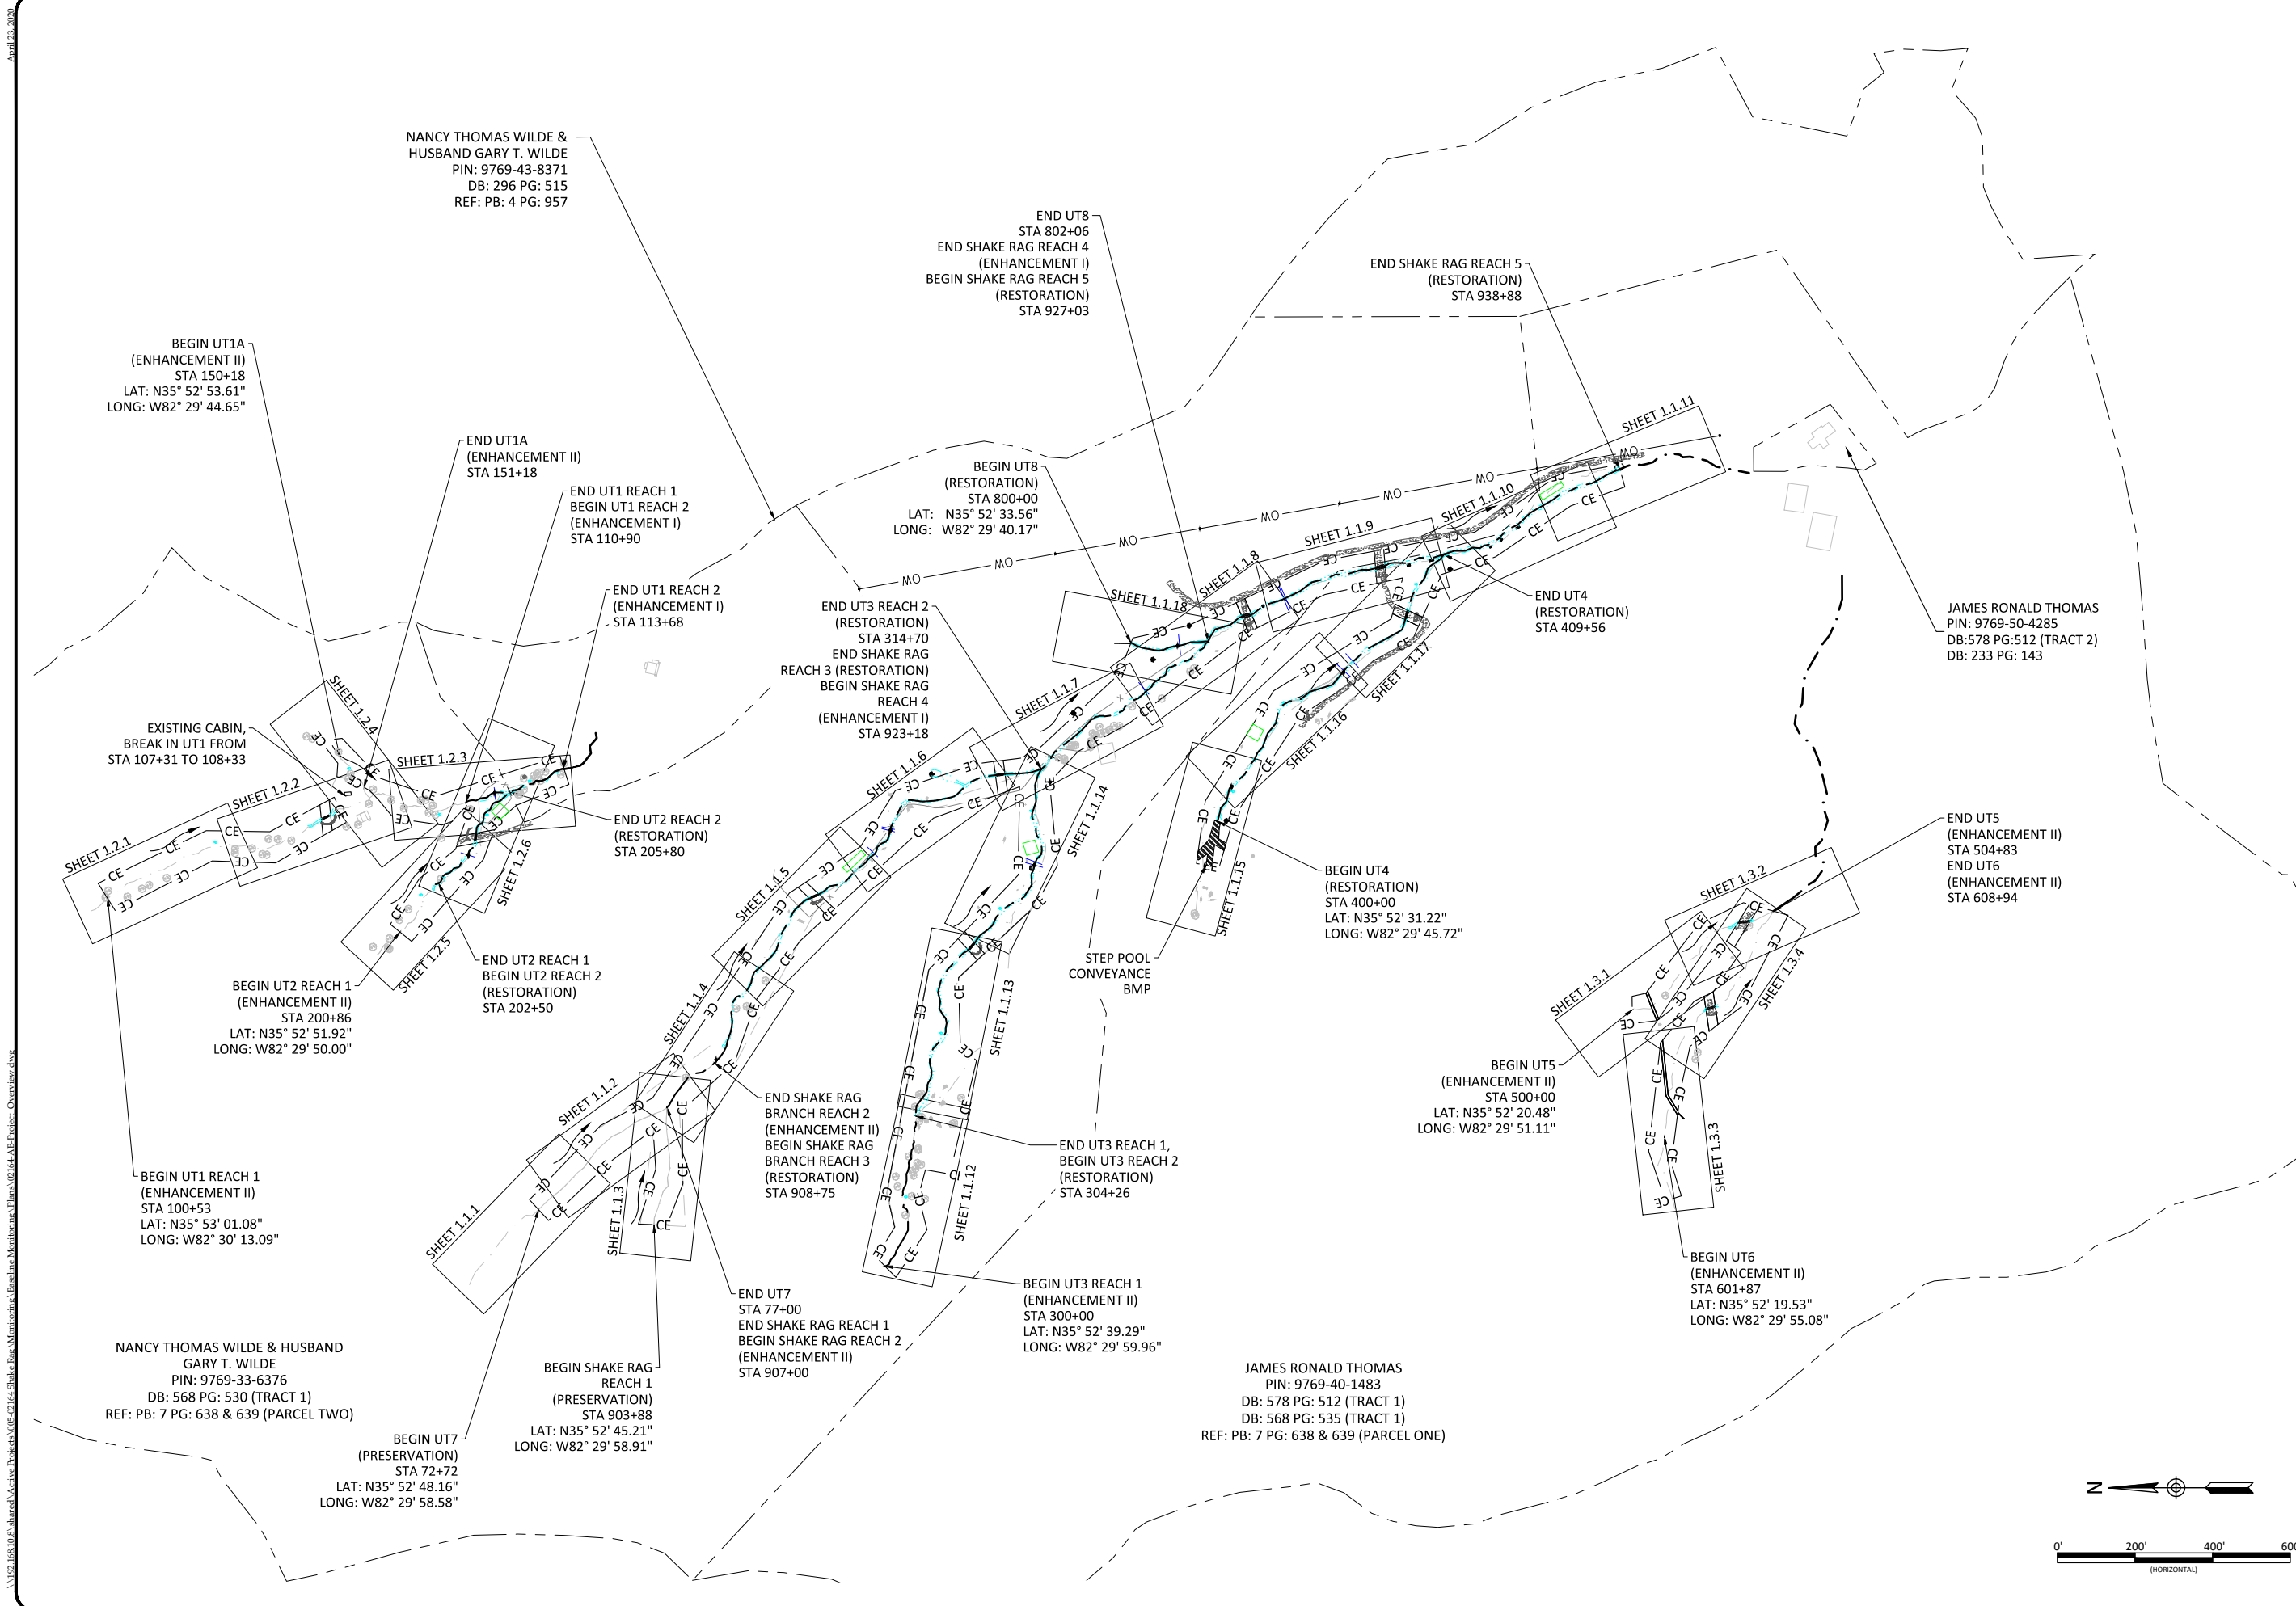 April 23, 2020
NANCY THOMAS WILDE &
HUSBAND GARY T. WILDE
PIN: 9769-43-8371
DB: 296 PG: 515
REF: PB: 4 PG: 957
END UT8
STA 802+06
END SHAKE RAG REACH 4
(ENHANCEMENT I)
BEGIN SHAKE RAG REACH 5
(RESTORATION)
STA 927+03
END SHAKE RAG REACH 5
(RESTORATION)
STA 938+88
BEGIN UT1A
(ENHANCEMENT II)
STA 150+18
LAT: N35° 52' 53.61"
LONG: W82° 29' 44.65"
END UT1A
(ENHANCEMENT II)
STA 151+18
END UT1 REACH 1
BEGIN UT1 REACH 2
(ENHANCEMENT I)
STA 110+90
END UT1 REACH 2
(ENHANCEMENT I)
STA 113+68
BEGIN UT8
(RESTORATION)
STA 800+00
LAT: N35° 52' 33.56"
LONG: W82° 29' 40.17"
END UT3 REACH 2
(RESTORATION)
STA 314+70
END SHAKE RAG
REACH 3 (RESTORATION)
BEGIN SHAKE RAG
REACH 4
(ENHANCEMENT I)
STA 923+18
END UT4
(RESTORATION)
STA 409+56
JAMES RONALD THOMAS
PIN: 9769-50-4285
DB:578 PG:512 (TRACT 2)
DB: 233 PG: 143
EXISTING CABIN,
BREAK IN UT1 FROM
STA 107+31 TO 108+33
END UT2 REACH 2
(RESTORATION)
STA 205+80
END UT2 REACH 1
BEGIN UT2 REACH 2
(RESTORATION)
STA 202+50
BEGIN UT2 REACH 1
(ENHANCEMENT II)
STA 200+86
LAT: N35° 52' 51.92"
LONG: W82° 29' 50.00"
BEGIN UT4
(RESTORATION)
STA 400+00
LAT: N35° 52' 31.22"
LONG: W82° 29' 45.72"
STEP POOL
CONVEYANCE
BMP
END UT5
(ENHANCEMENT II)
STA 504+83
END UT6
(ENHANCEMENT II)
STA 608+94
BEGIN UT5
(ENHANCEMENT II)
STA 500+00
LAT: N35° 52' 20.48"
LONG: W82° 29' 51.11"
BEGIN UT1 REACH 1
(ENHANCEMENT II)
STA 100+53
LAT: N35° 53' 01.08"
LONG: W82° 30' 13.09"
END SHAKE RAG
BRANCH REACH 2
(ENHANCEMENT II)
BEGIN SHAKE RAG
BRANCH REACH 3
(RESTORATION)
STA 908+75
END UT3 REACH 1,
BEGIN UT3 REACH 2
(RESTORATION)
STA 304+26
BEGIN UT6
(ENHANCEMENT II)
STA 601+87
LAT: N35° 52' 19.53"
LONG: W82° 29' 55.08"
BEGIN UT3 REACH 1
(ENHANCEMENT II)
STA 300+00
LAT: N35° 52' 39.29"
LONG: W82° 29' 59.96"
END UT7
STA 77+00
END SHAKE RAG REACH 1
BEGIN SHAKE RAG REACH 2
(ENHANCEMENT II)
STA 907+00
BEGIN SHAKE RAG
REACH 1
(PRESERVATION)
STA 903+88
LAT: N35° 52' 45.21"
LONG: W82° 29' 58.91"
BEGIN UT7
(PRESERVATION)
STA 72+72
LAT: N35° 52' 48.16"
LONG: W82° 29' 58.58"
NANCY THOMAS WILDE & HUSBAND
GARY T. WILDE
PIN: 9769-33-6376
DB: 568 PG: 530 (TRACT 1)
REF: PB: 7 PG: 638 & 639 (PARCEL TWO)
JAMES RONALD THOMAS
PIN: 9769-40-1483
DB: 578 PG: 512 (TRACT 1)
DB: 568 PG: 535 (TRACT 1)
REF: PB: 7 PG: 638 & 639 (PARCEL ONE)
SHEET 1.2.1
SHEET 1.2.2
SHEET 1.2.3
SHEET 1.2.4
SHEET 1.2.5
SHEET 1.2.6
SHEET 1.1.1
SHEET 1.1.2
SHEET 1.1.3
SHEET 1.1.4
SHEET 1.1.5
SHEET 1.1.6
SHEET 1.1.7
SHEET 1.1.8
SHEET 1.1.9
SHEET 1.1.10
SHEET 1.1.11
SHEET 1.1.12
SHEET 1.1.13
SHEET 1.1.14
SHEET 1.1.15
SHEET 1.1.16
SHEET 1.1.17
SHEET 1.1.18
SHEET 1.3.1
SHEET 1.3.2
SHEET 1.3.3
SHEET 1.3.4
CE
OW
N
0' 200' 400'
(HORIZONTAL)